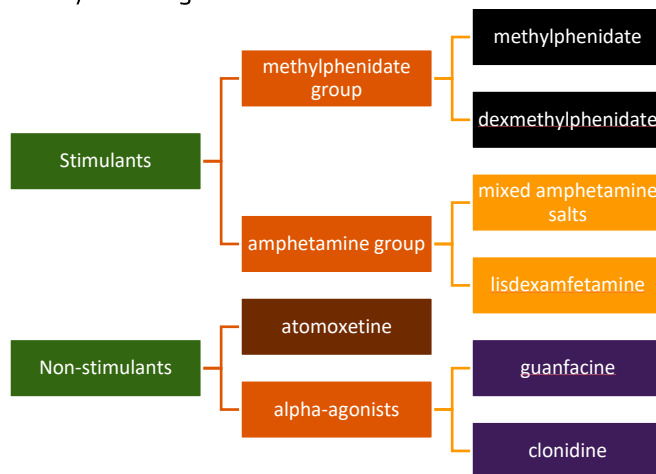 methylphenidate
methylphenidate
group
dexmethylphenidate
Stimulants
mixed amphetamine
salts
amphetamine group
lisdexamfetamine
atomoxetine
Non-stimulants
guanfacine
alpha-agonists
clonidine